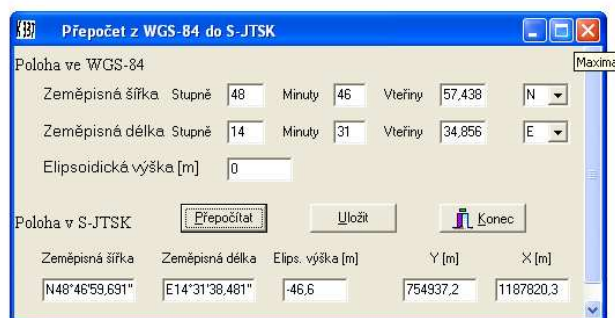 Přepočet z WGS-84 do S-JTSK
Maxima
Poloha ve WGS-84
Zeměpisná šířka Stupně 48 Minuty 46 Vteřiny 57,438 N
Zeměpisná délka Stupně 14 Minuty 31 Vteřiny 34,856 E
Elipsoidická výška [m] 0
Poloha v S-JTSK Přepočítat Uložit Konec
Zeměpisná šířka Zeměpisná délka Elips. výška [m] Y [m] X [m]
N48°46'59,691" E14°31'38,481" -46,6 754937,2 1187820,3